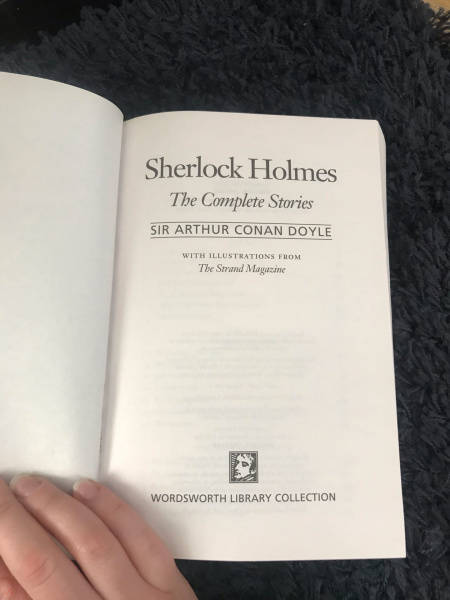 Sherlock Holmes
The Complete Stories
SIR ARTHUR CONAN DOYLE
WITH ILLUSTRATIONS FROM
The Strand Magazine
WORDSWORTH LIBRARY COLLECTION